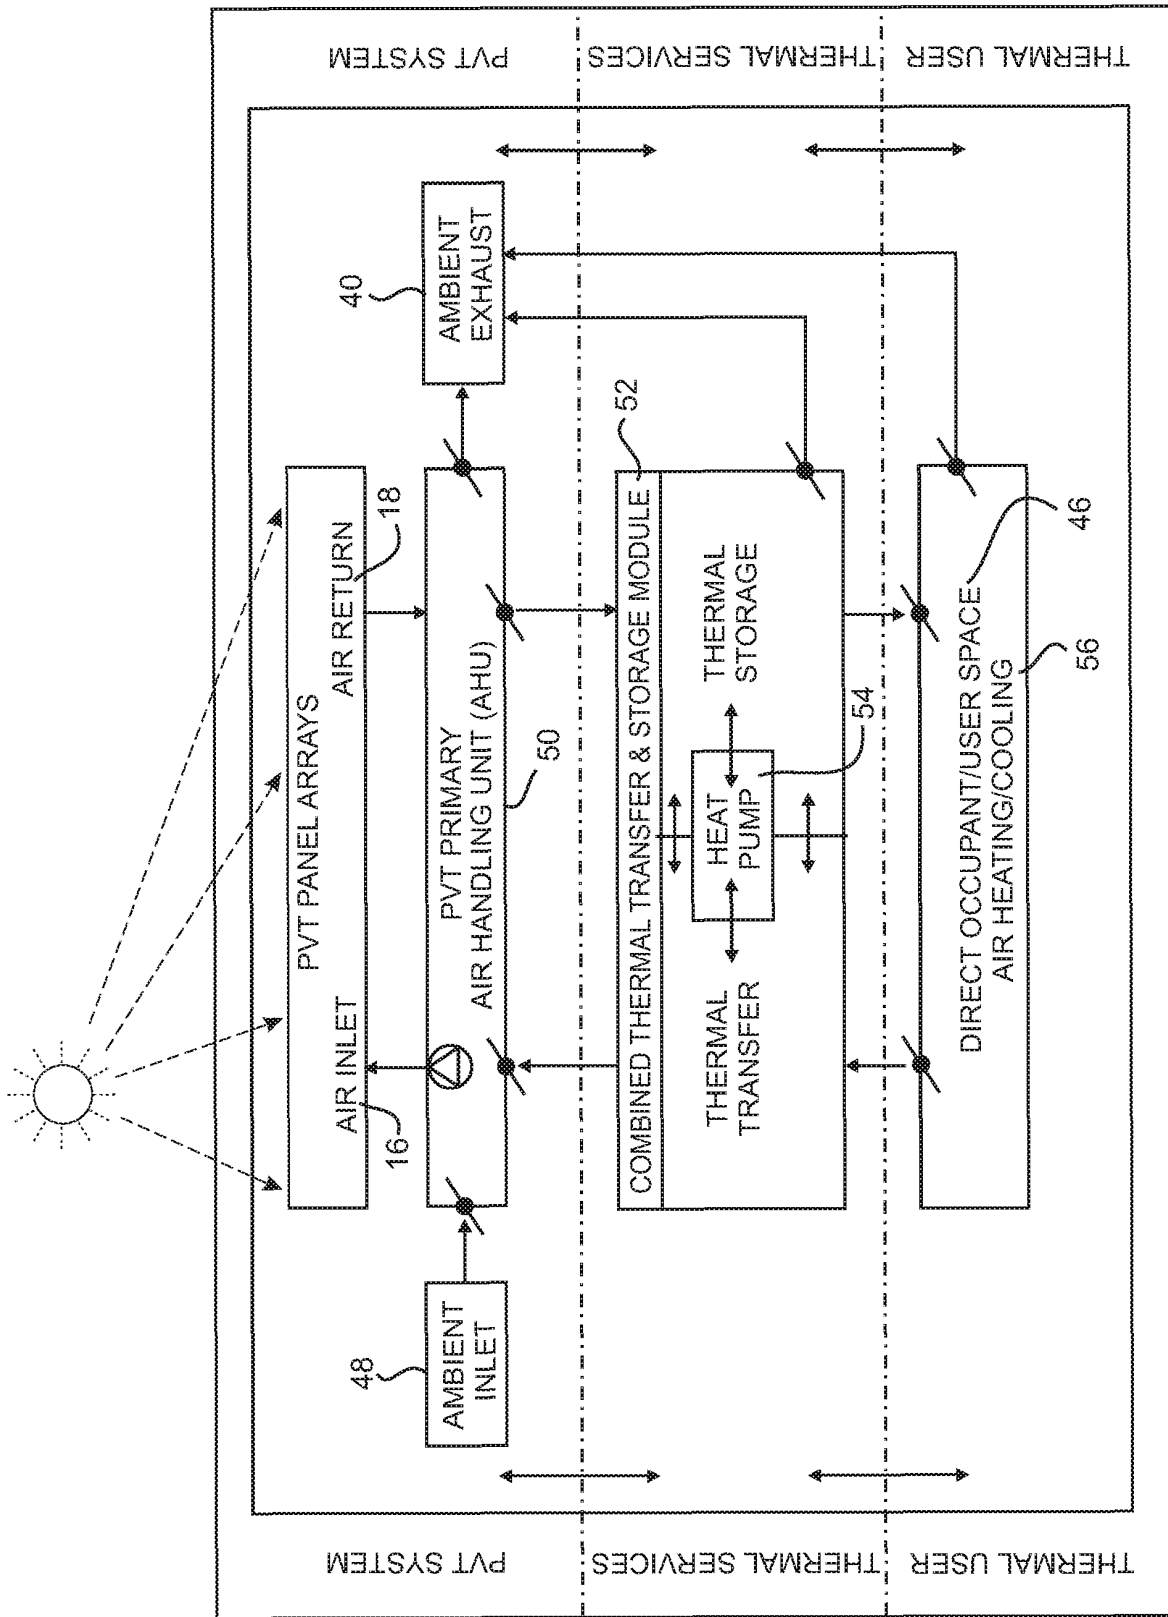 PVT SYSTEM
THERMAL SERVICES
THERMAL USER
PVT PANEL ARRAYS
AIR INLET
AIR RETURN
16
18
48
AMBIENT
INLET
PVT PRIMARY
AIR HANDLING UNIT (AHU)
50
40
AMBIENT
EXHAUST
COMBINED THERMAL TRANSFER & STORAGE MODULE
52
THERMAL
TRANSFER
HEAT
PUMP
54
THERMAL
STORAGE
DIRECT OCCUPANT/USER SPACE
AIR HEATING/COOLING
46
56
PVT SYSTEM
THERMAL SERVICES
THERMAL USER